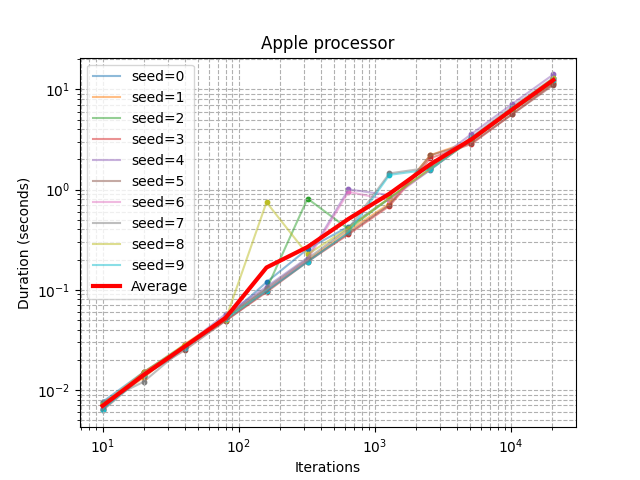 Apple processor
seed=0
seed=1
seed=2
seed=3
seed=4
seed=5
seed=6
seed=7
seed=8
seed=9
Average
Duration (seconds)
10¹
10⁰
10⁻¹
10⁻²
10¹ 10² 10³ 10⁴
Iterations